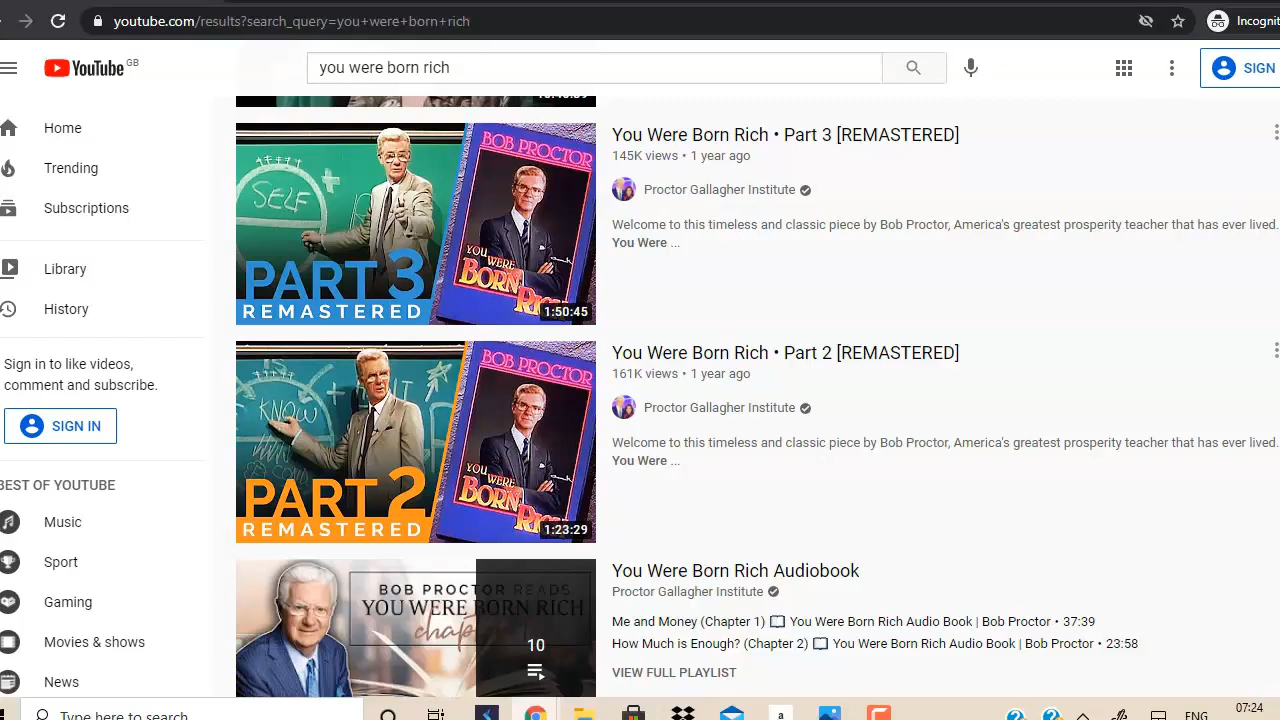 youtube.com/results?search_query=you+were+born+rich
Incognit
YouTube GB
you were born rich
SIGN
Home
Trending
Subscriptions
Library
History
Sign in to like videos,
comment and subscribe.
SIGN IN
BEST OF YOUTUBE
Music
Sport
Gaming
Movies & shows
News
SELF
BOB PROCTOR
YOU WERE
BORN RICH
PART 3
REMASTERED
1:50:45
You Were Born Rich • Part 3 [REMASTERED]
145K views • 1 year ago
Proctor Gallagher Institute
Welcome to this timeless and classic piece by Bob Proctor, America's greatest prosperity teacher that has ever lived.
You Were ...
KNOW
BOB PROCTOR
YOU WERE
BORN RICH
PART 2
REMASTERED
1:23:29
You Were Born Rich • Part 2 [REMASTERED]
161K views • 1 year ago
Proctor Gallagher Institute
Welcome to this timeless and classic piece by Bob Proctor, America's greatest prosperity teacher that has ever lived.
You Were ...
BOB PROCTOR READS
YOU WERE BORN RICH
10
You Were Born Rich Audiobook
Proctor Gallagher Institute
Me and Money (Chapter 1) 📖 You Were Born Rich Audio Book | Bob Proctor • 37:39
How Much is Enough? (Chapter 2) 📖 You Were Born Rich Audio Book | Bob Proctor • 23:58
VIEW FULL PLAYLIST
Type here to search
ENG
07:24